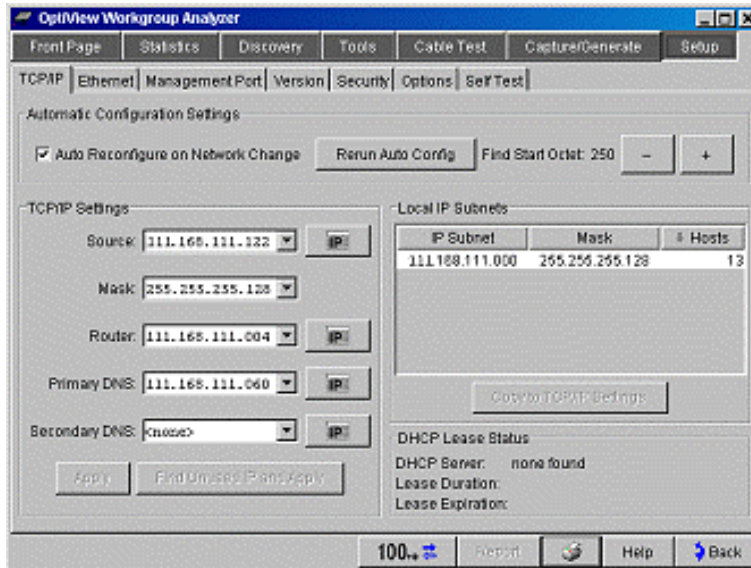 OptiView Workgroup Analyzer
Front Page Statistics Discovery Tools Cable Test Capture/Generate Setup
TCP/IP Ethernet Management Port Version Security Options Self Test
Automatic Configuration Settings
Auto Reconfigure on Network Change Rerun Auto Config Find Start Octet: 250 - +
TCP/IP Settings
Source: 111.168.111.122 IP
Mask: 255.255.255.128
Router: 111.168.111.004 IP
Primary DNS: 111.168.111.060 IP
Secondary DNS: <none> IP
Apply Find Unused IP and Apply
Local IP Subnets
IP Subnet Mask Hosts
111.168.111.000 255.255.255.128 13
Copy to TCP/IP Settings
DHCP Lease Status
DHCP Server: none found
Lease Duration:
Lease Expiration:
100 Report Help Back